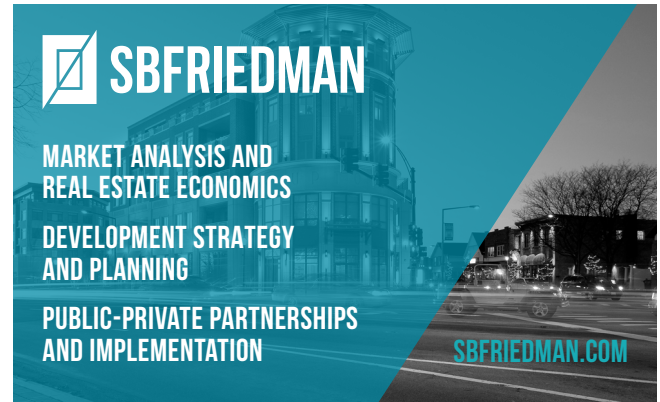 SBFRIEDMAN
MARKET ANALYSIS AND
REAL ESTATE ECONOMICS
DEVELOPMENT STRATEGY
AND PLANNING
PUBLIC-PRIVATE PARTNERSHIPS
AND IMPLEMENTATION
SBFRIEDMAN.COM